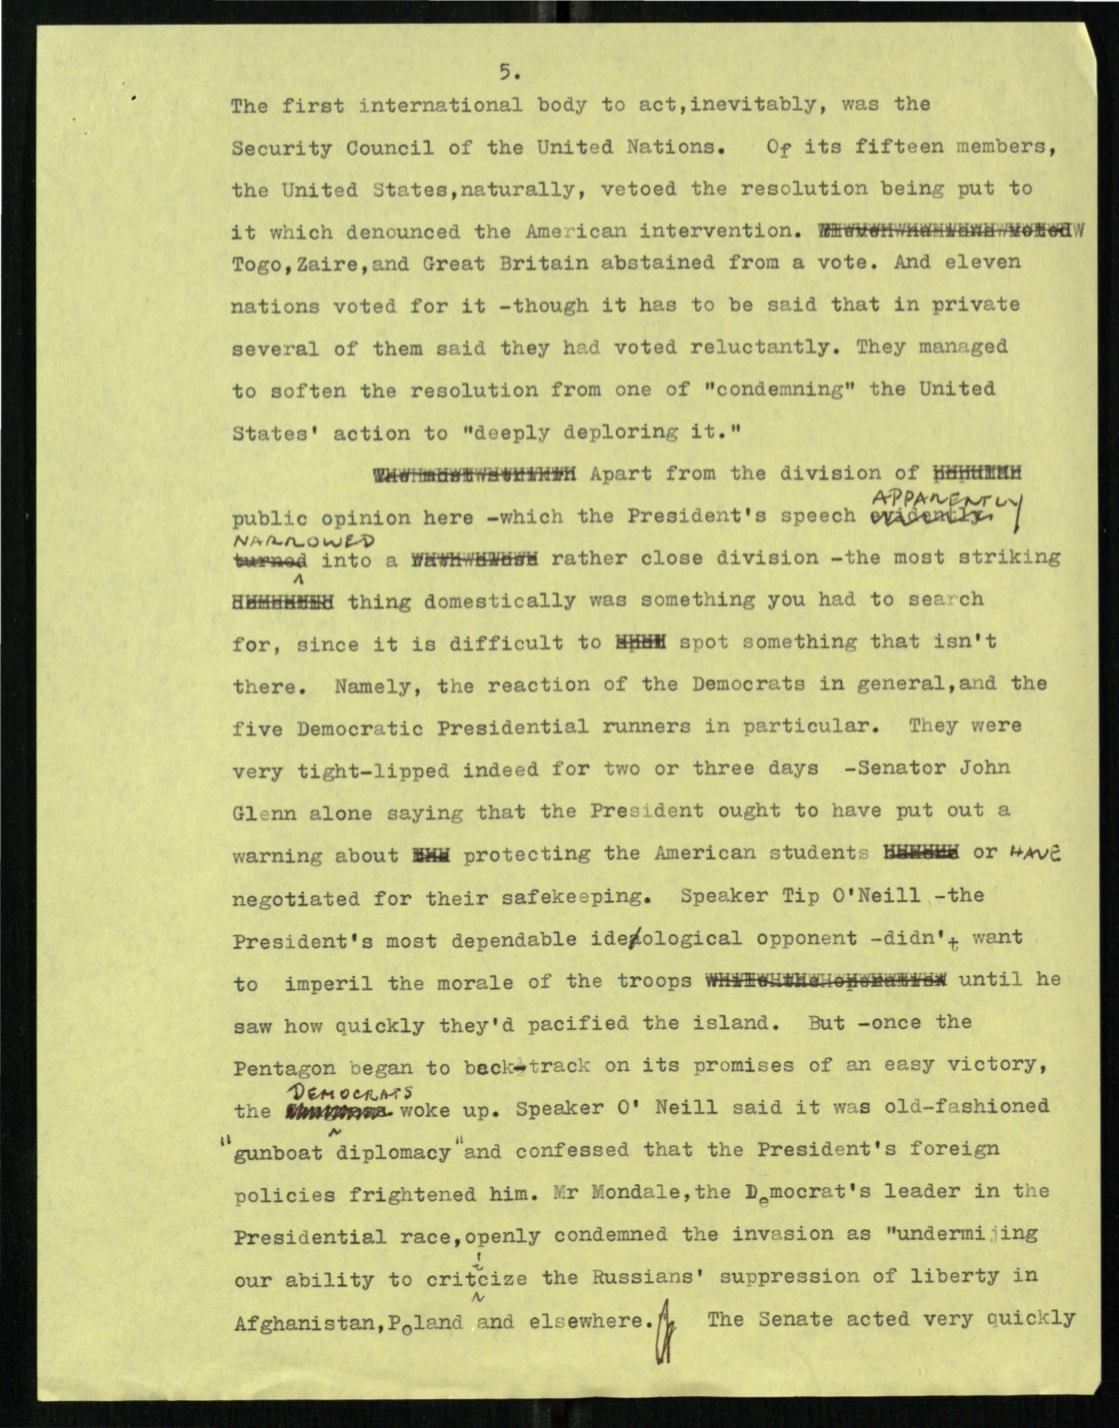 5.
The first international body to act,inevitably, was the
Security Council of the United Nations. Of its fifteen members,
the United States,naturally, vetoed the resolution being put to
it which denounced the American intervention.
Togo,Zaire,and Great Britain abstained from a vote. And eleven
nations voted for it -though it has to be said that in private
several of them said they had voted reluctantly. They managed
to soften the resolution from one of "condemning" the United
States' action to "deeply deploring it."
Apart from the division of
APPARENTLY
public opinion here -which the President's speech evidently
NARROWED
turned into a rather close division -the most striking
thing domestically was something you had to search
for, since it is difficult to spot something that isn't
there. Namely, the reaction of the Democrats in general,and the
five Democratic Presidential runners in particular. They were
very tight-lipped indeed for two or three days -Senator John
Glenn alone saying that the President ought to have put out a
warning about protecting the American students or HAVE
negotiated for their safekeeping. Speaker Tip O'Neill -the
President's most dependable ideological opponent -didn't want
to imperil the morale of the troops until he
saw how quickly they'd pacified the island. But -once the
Pentagon began to back-track on its promises of an easy victory,
DEMOCRATS
the woke up. Speaker O' Neill said it was old-fashioned
"gunboat diplomacy" and confessed that the President's foreign
policies frightened him. Mr Mondale,the Democrat's leader in the
Presidential race,openly condemned the invasion as "undermijing
our ability to critcize the Russians' suppression of liberty in
Afghanistan,Poland and elsewhere. The Senate acted very quickly